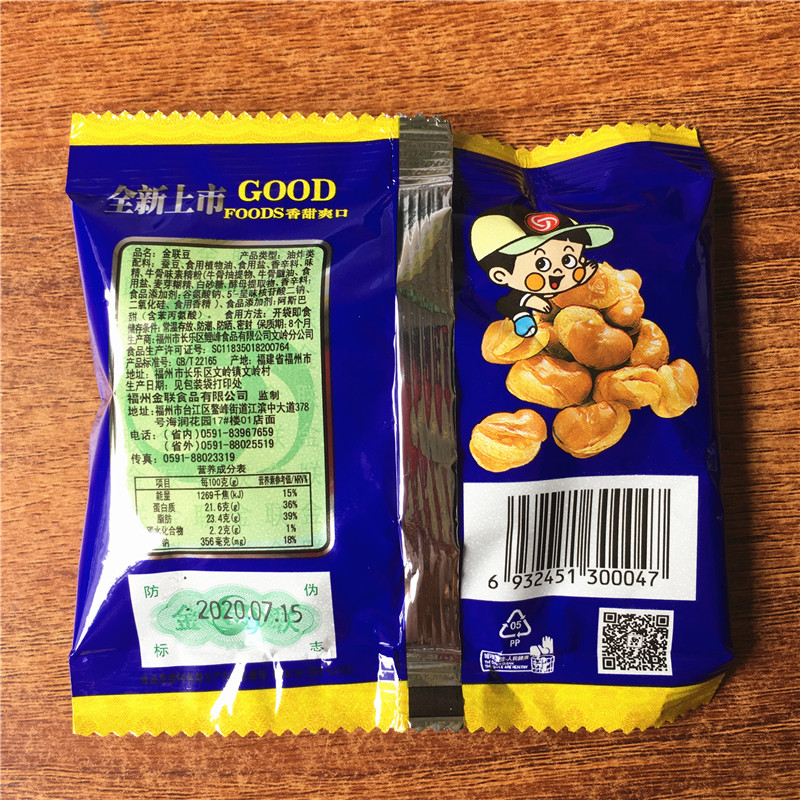 全新上市 GOOD
FOODS香甜爽口
品名：金联豆 产品类型：油炸类
配料：蚕豆、食用植物油、食用盐、香辛料、味
精、牛骨味素精粉(牛骨抽提物、牛骨髓油、食
用盐、麦芽糊精、白砂糖、酵母提取物、香辛料、
食品添加剂：谷氨酸钠、5'-呈味核苷酸二钠、
二氧化硅、食用香精)、食品添加剂：阿斯巴
甜（含苯丙氨酸）。 食用方法：开袋即食
储存条件：常温存放、防潮、防晒、密封 保质期：8个月
生产商：福州市长乐区鳃峰食品有限公司文岭分公司
食品生产许可证号：SC11835018200764
产品标准号：GB/T 22165 产地：福建省福州市
地址：福州市长乐区文岭镇文岭村
生产日期：见包装袋打印处
福州金联食品有限公司 监制
地址：福州市台江区鳌峰街道江滨中大道378
号海润花园17#楼01店面
电话：（省内）0591-83967659
（省外）0591-88025519
传真：0591-88023319
营养成分表
项目 每100克(g) 营养素参考值/NRV%
能量 1269千焦(kJ) 15%
蛋白质 21.6克(g) 36%
脂肪 23.4克(g) 39%
水化合物 2.2克(g) 1%
钠 356毫克(mg) 18%
防 伪
2020.07.15
标 志
6 932451 300047
05
PP